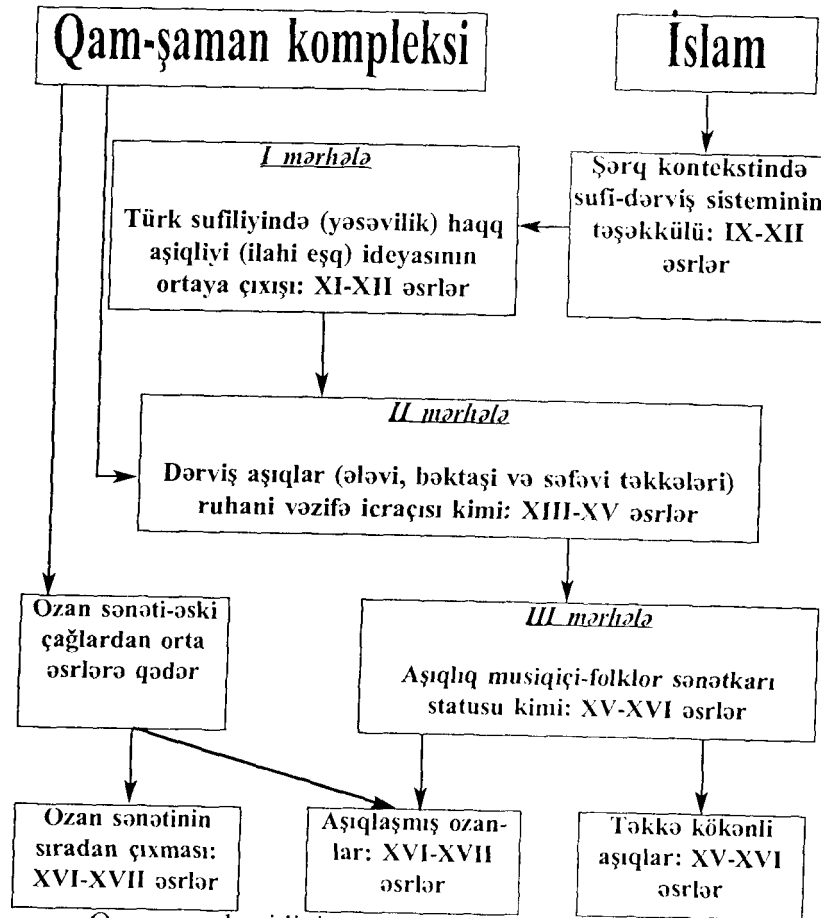 Qam-şaman kompleksi
İslam
I mərhələ
Türk sufiliyində (yəsəvilik) haqq
aşiqliyi (ilahi eşq) ideyasının
ortaya çıxışı: XI-XII əsrlər
Şərq kontekstində
sufi-dərviş sisteminin
təşəkkülü: IX-XII
əsrlər
II mərhələ
Dərviş aşıqlar (ələvi, bəktaşi və səfəvi təkkələri)
ruhani vəzifə icraçısı kimi: XIII-XV əsrlər
Ozan sənəti-əski
çağlardan orta
əsrlərə qədər
III mərhələ
Aşıqlıq musiqiçi-folklor sənətkarı
statusu kimi: XV-XVI əsrlər
Ozan sənətinin
sıradan çıxması:
XVI-XVII əsrlər
Aşıqlaşmış ozan-
lar: XVI-XVII
əsrlər
Təkkə kökənli
aşıqlar: XV-XVI
əsrlər